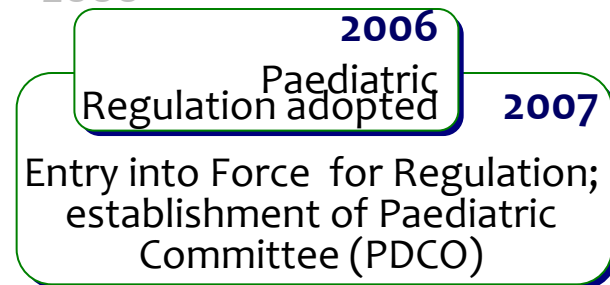 2006
Paediatric
Regulation adopted
2007
Entry into Force for Regulation;
establishment of Paediatric
Committee (PDCO)